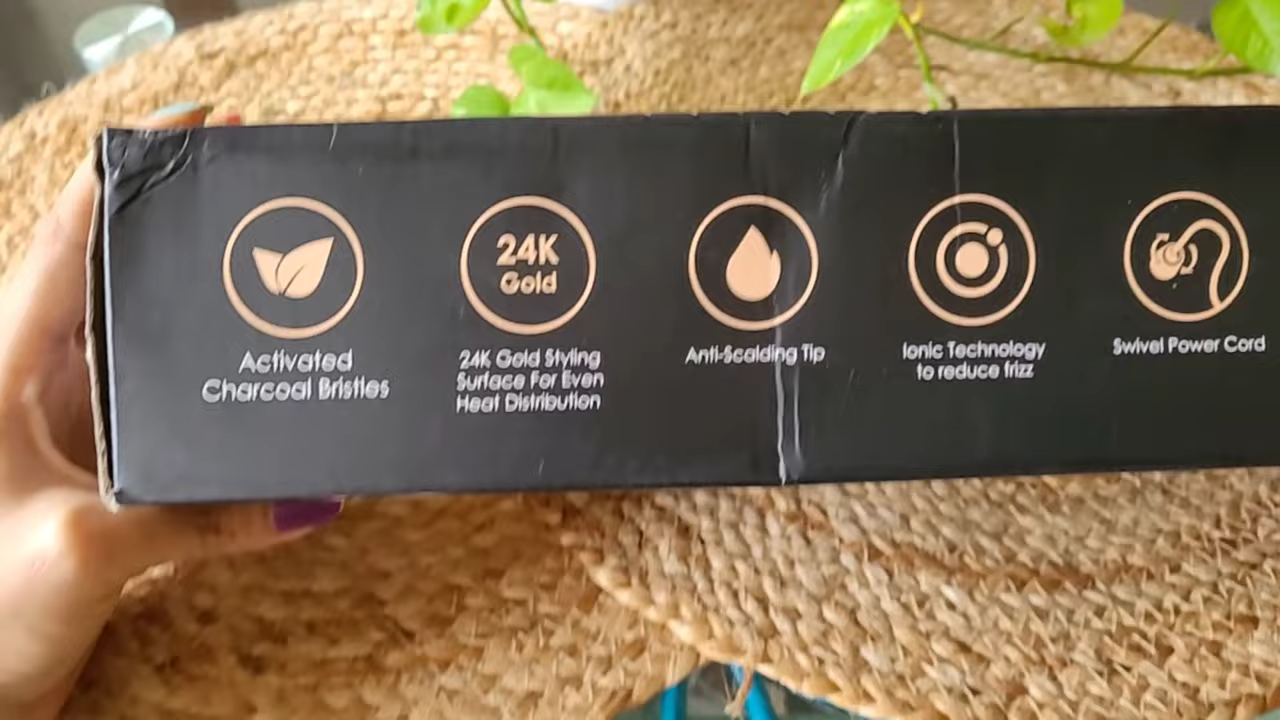 24K
Gold
Activated
Charcoal Bristles
24K Gold Styling
Surface For Even
Heat Distribution
Anti-Scalding Tip
Ionic Technology
to reduce frizz
Swivel Power Cord